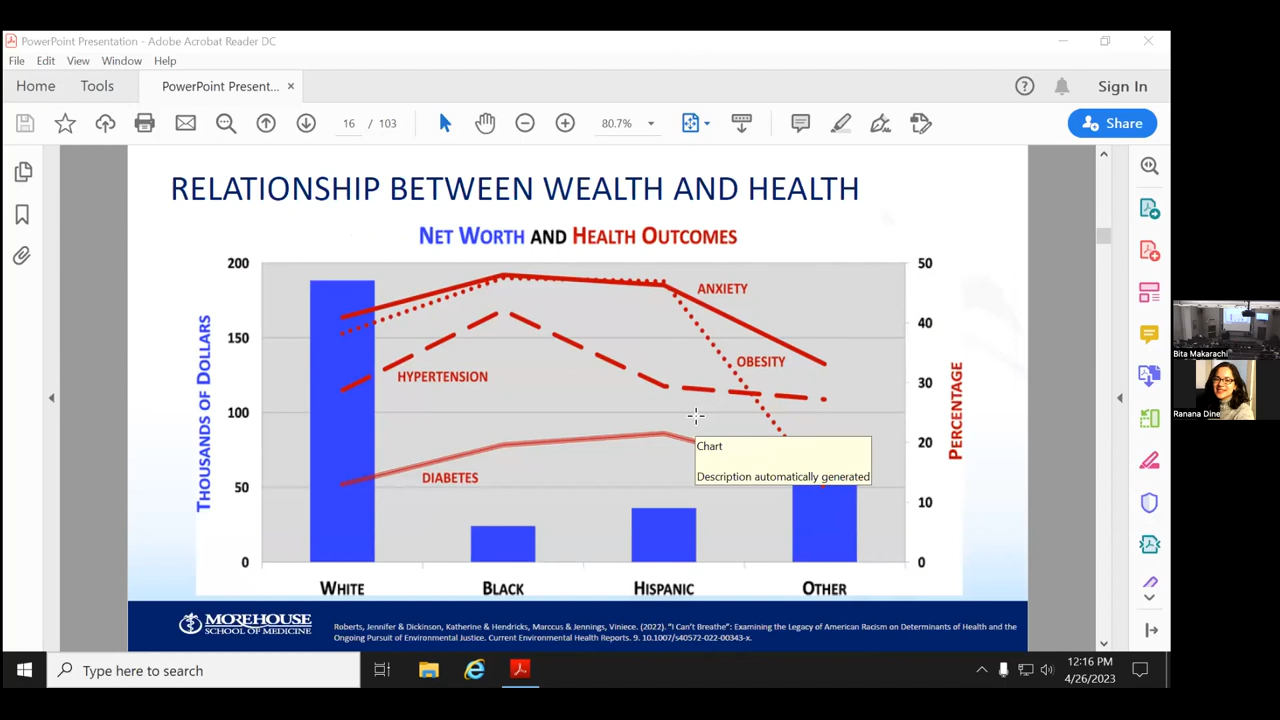 PowerPoint Presentation - Adobe Acrobat Reader DC
File Edit View Window Help
Home Tools PowerPoint Present... × Sign In
16 / 103 80.7% Share
RELATIONSHIP BETWEEN WEALTH AND HEALTH
NET WORTH AND HEALTH OUTCOMES
200 50
ANXIETY
150 40
OBESITY
HYPERTENSION
30
100
20
Chart
Description automatically generated
DIABETES
50 10
0 0
THOUSANDS OF DOLLARS
PERCENTAGE
WHITE BLACK HISPANIC OTHER
MOREHOUSE
SCHOOL OF MEDICINE
Roberts, Jennifer & Dickinson, Katherine & Hendricks, Marccus & Jennings, Viniece. (2022). "I Can't Breathe": Examining the Legacy of American Racism on Determinants of Health and the
Ongoing Pursuit of Environmental Justice. Current Environmental Health Reports. 9. 10.1007/s40572-022-00343-x.
Type here to search
12:16 PM
4/26/2023
Bita Makarachi
Ranana Dine